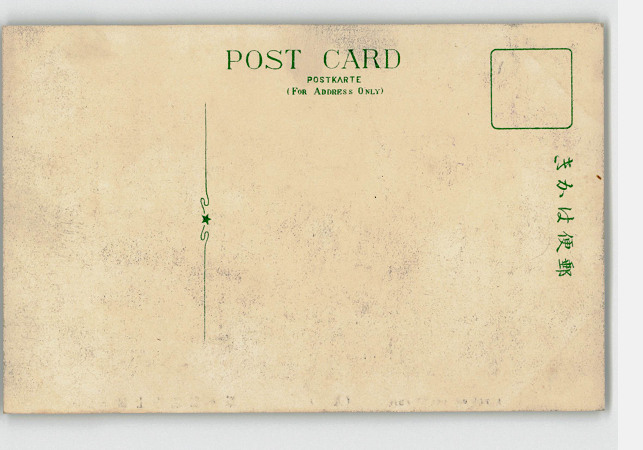 POST CARD
POSTKARTE
(FOR ADDRESS ONLY)
きかは便郵